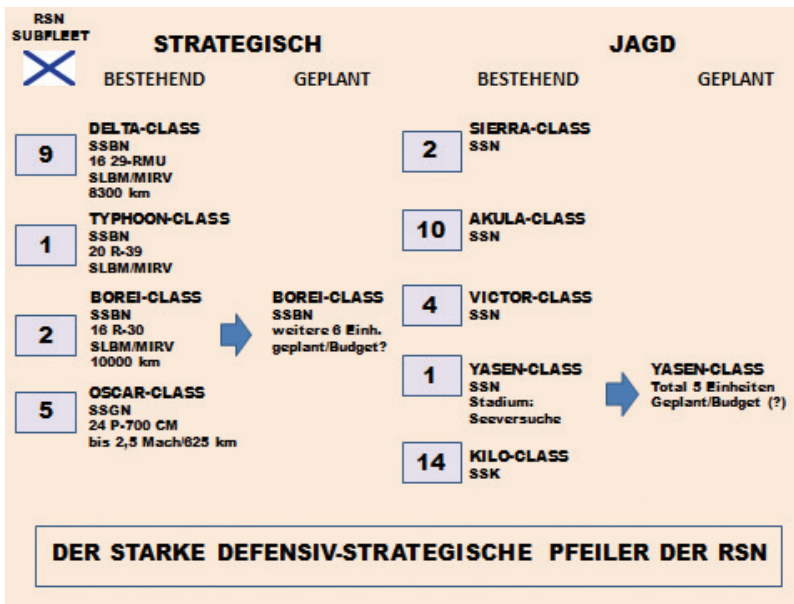 RSN
SUBFLEET
STRATEGISCH
BESTEHEND
GEPLANT
9
DELTA-CLASS
SSBN
16 29-RMU
SLBM/MIRV
8300 km
1
TYPHOON-CLASS
SSBN
20 R-39
SLBM/MIRV
2
BOREI-CLASS
SSBN
16 R-30
SLBM/MIRV
10000 km
BOREI-CLASS
SSBN
weitere 6 Einh.
geplant/Budget?
5
OSCAR-CLASS
SSGN
24 P-700 CM
bis 2,5 Mach/625 km
JAGD
BESTEHEND
GEPLANT
2
SIERRA-CLASS
SSN
10
AKULA-CLASS
SSN
4
VICTOR-CLASS
SSN
1
YASEN-CLASS
SSN
Stadium:
Seeversuche
YASEN-CLASS
Total 5 Einheiten
Geplant/Budget (?)
14
KILO-CLASS
SSK
DER STARKE DEFENSIV-STRATEGISCHE PFEILER DER RSN